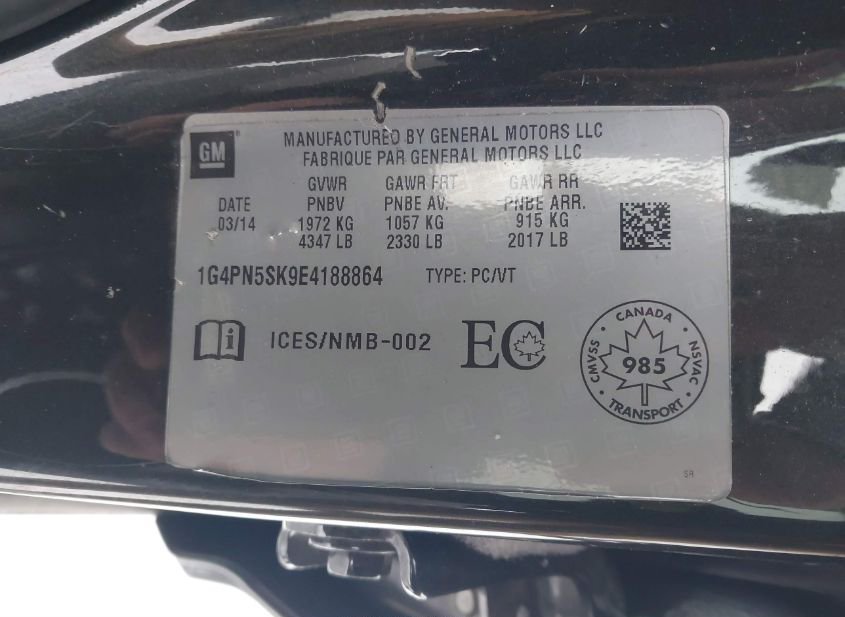 GM
MANUFACTURED BY GENERAL MOTORS LLC
FABRIQUE PAR GENERAL MOTORS LLC
GVWR GAWR FRT GAWR RR
DATE PNBV PNBE AV. PNBE ARR.
03/14 1972 KG 1057 KG 915 KG
4347 LB 2330 LB 2017 LB
1G4PN5SK9E4188864 TYPE: PC/VT
i ICES/NMB-002 EC
CANADA
CMVSS 985 NSVAC
TRANSPORT
SR